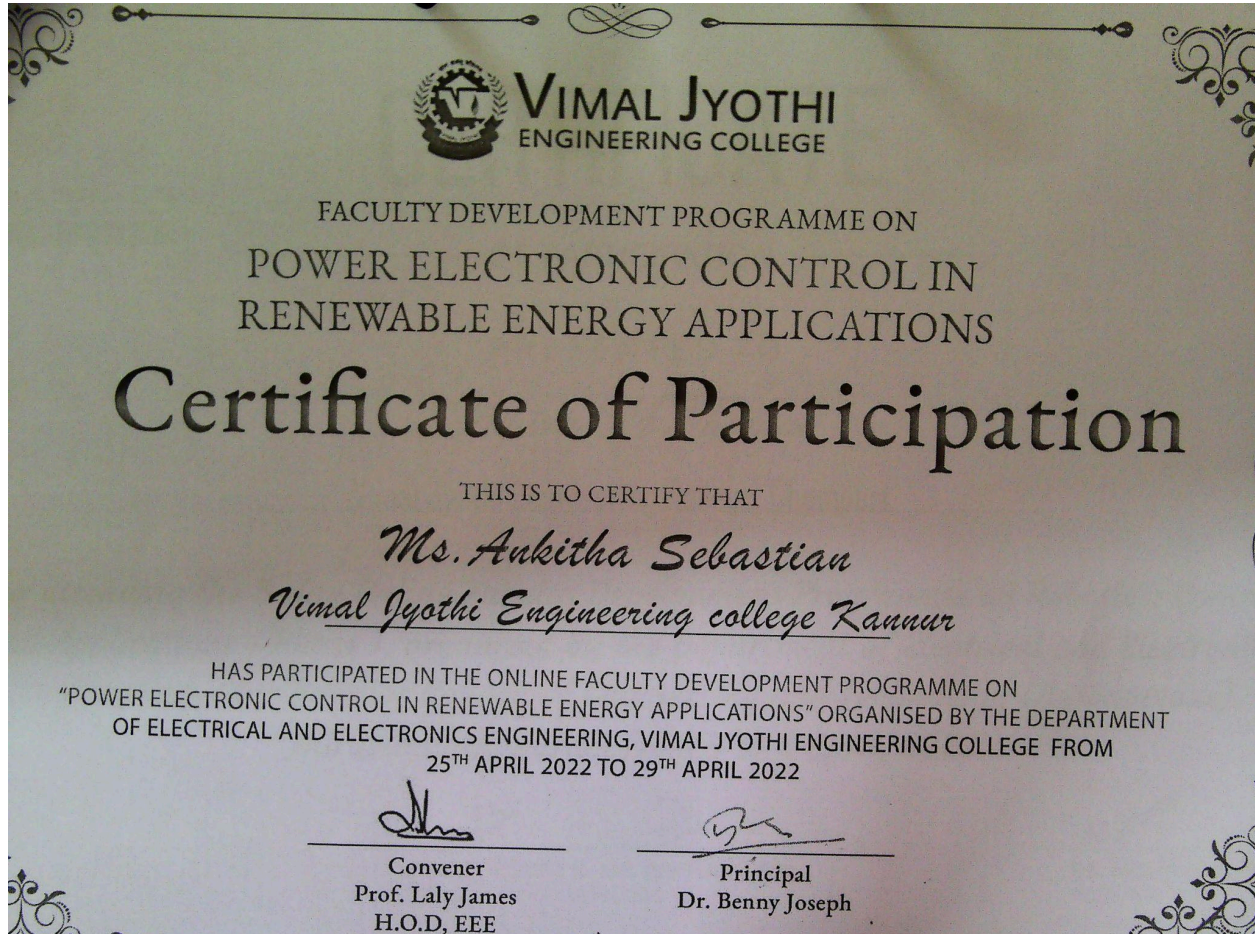 VIMAL JYOTHI
ENGINEERING COLLEGE
FACULTY DEVELOPMENT PROGRAMME ON
POWER ELECTRONIC CONTROL IN
RENEWABLE ENERGY APPLICATIONS
Certificate of Participation
THIS IS TO CERTIFY THAT
Ms. Ankitha Sebastian
Vimal Jyothi Engineering college Kannur
HAS PARTICIPATED IN THE ONLINE FACULTY DEVELOPMENT PROGRAMME ON
“POWER ELECTRONIC CONTROL IN RENEWABLE ENERGY APPLICATIONS” ORGANISED BY THE DEPARTMENT
OF ELECTRICAL AND ELECTRONICS ENGINEERING, VIMAL JYOTHI ENGINEERING COLLEGE FROM
25TH APRIL 2022 TO 29TH APRIL 2022
Convener Principal
Prof. Laly James Dr. Benny Joseph
H.O.D, EEE